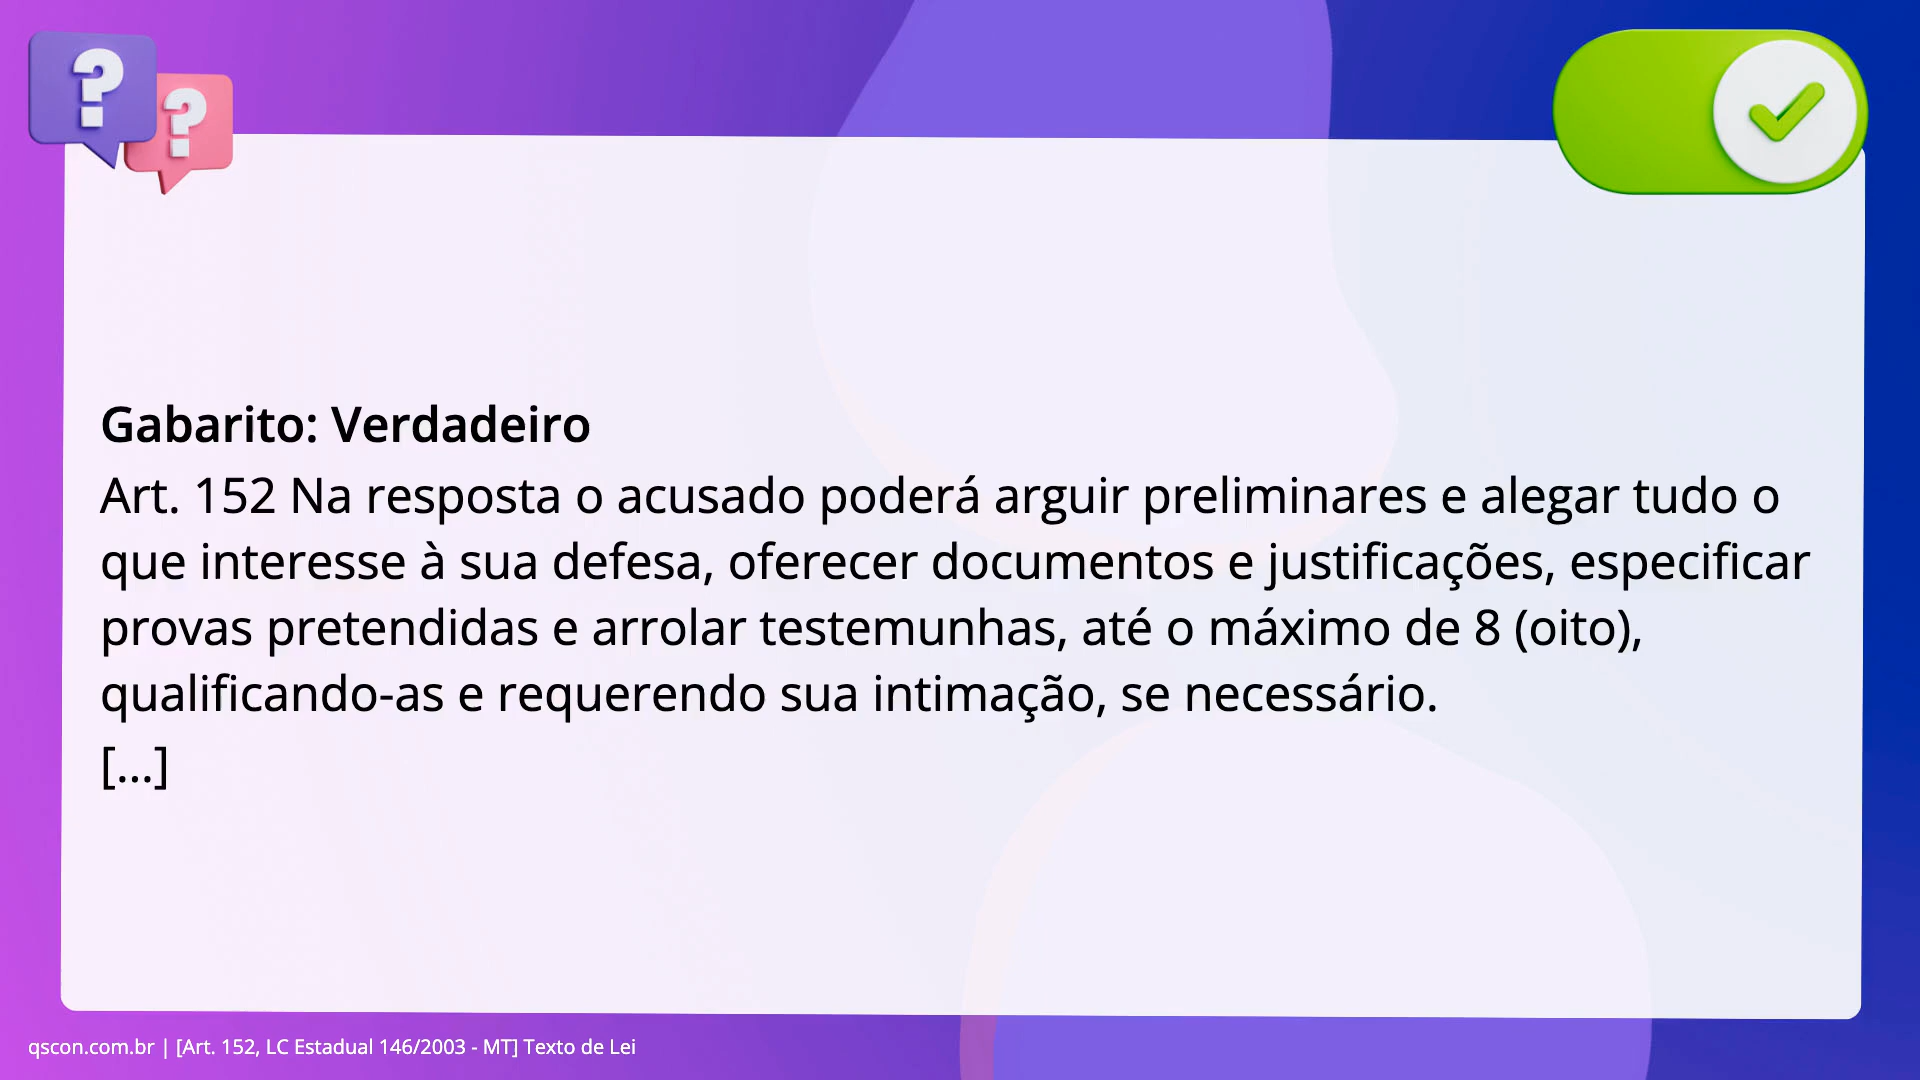 ?
?
Gabarito: Verdadeiro
Art. 152 Na resposta o acusado poderá arguir preliminares e alegar tudo o
que interesse à sua defesa, oferecer documentos e justificações, especificar
provas pretendidas e arrolar testemunhas, até o máximo de 8 (oito),
qualificando-as e requerendo sua intimação, se necessário.
[...]
qscon.com.br | [Art. 152, LC Estadual 146/2003 - MT] Texto de Lei